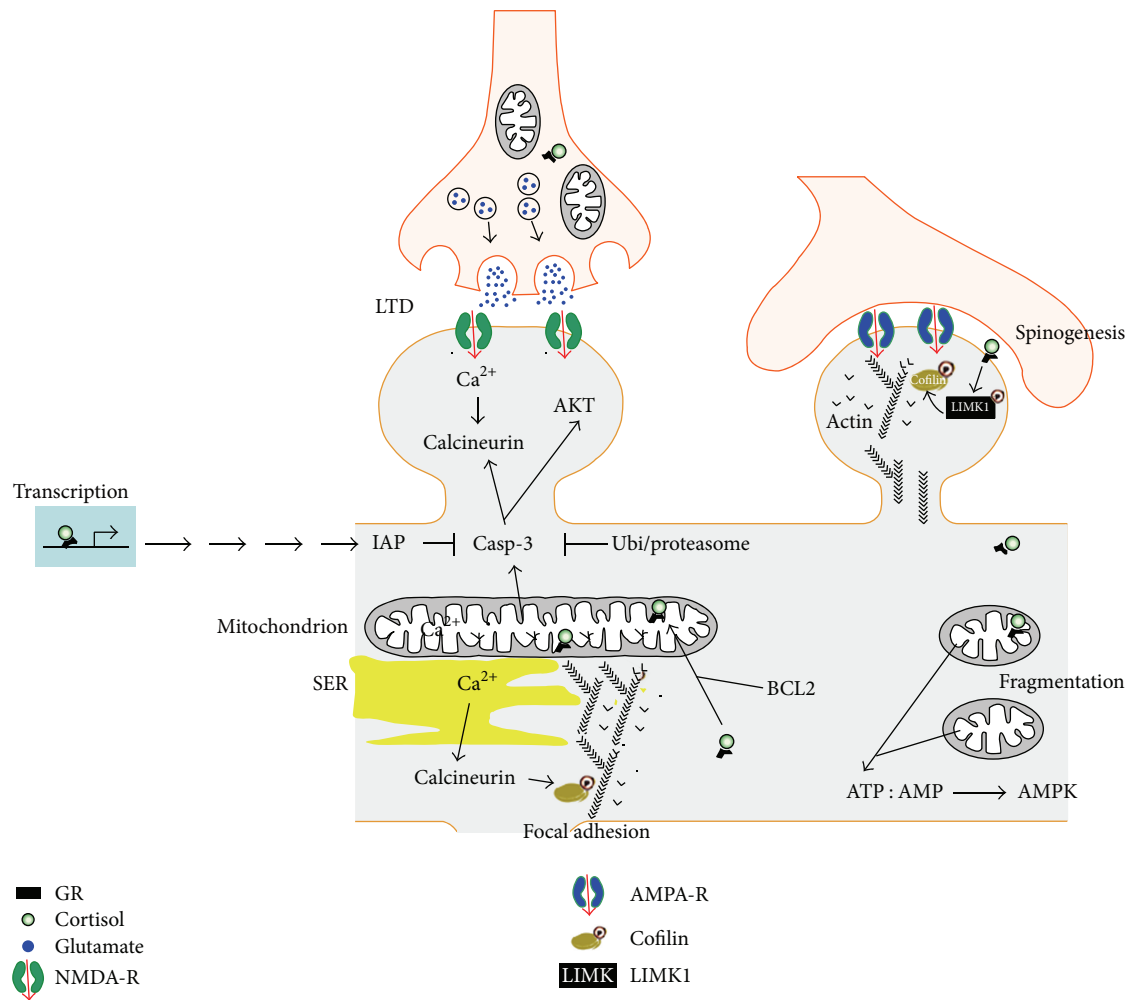 LTD
Spinogenesis
Ca2+
Cofilin
AKT
LIMK1
Actin
Calcineurin
Transcription
IAP
Casp-3
Ubi/proteasome
Mitochondrion
Ca2+
SER
Ca2+
BCL2
Fragmentation
Calcineurin
ATP : AMP
AMPK
Focal adhesion
GR
Cortisol
Glutamate
NMDA-R
AMPA-R
Cofilin
LIMK
LIMK1